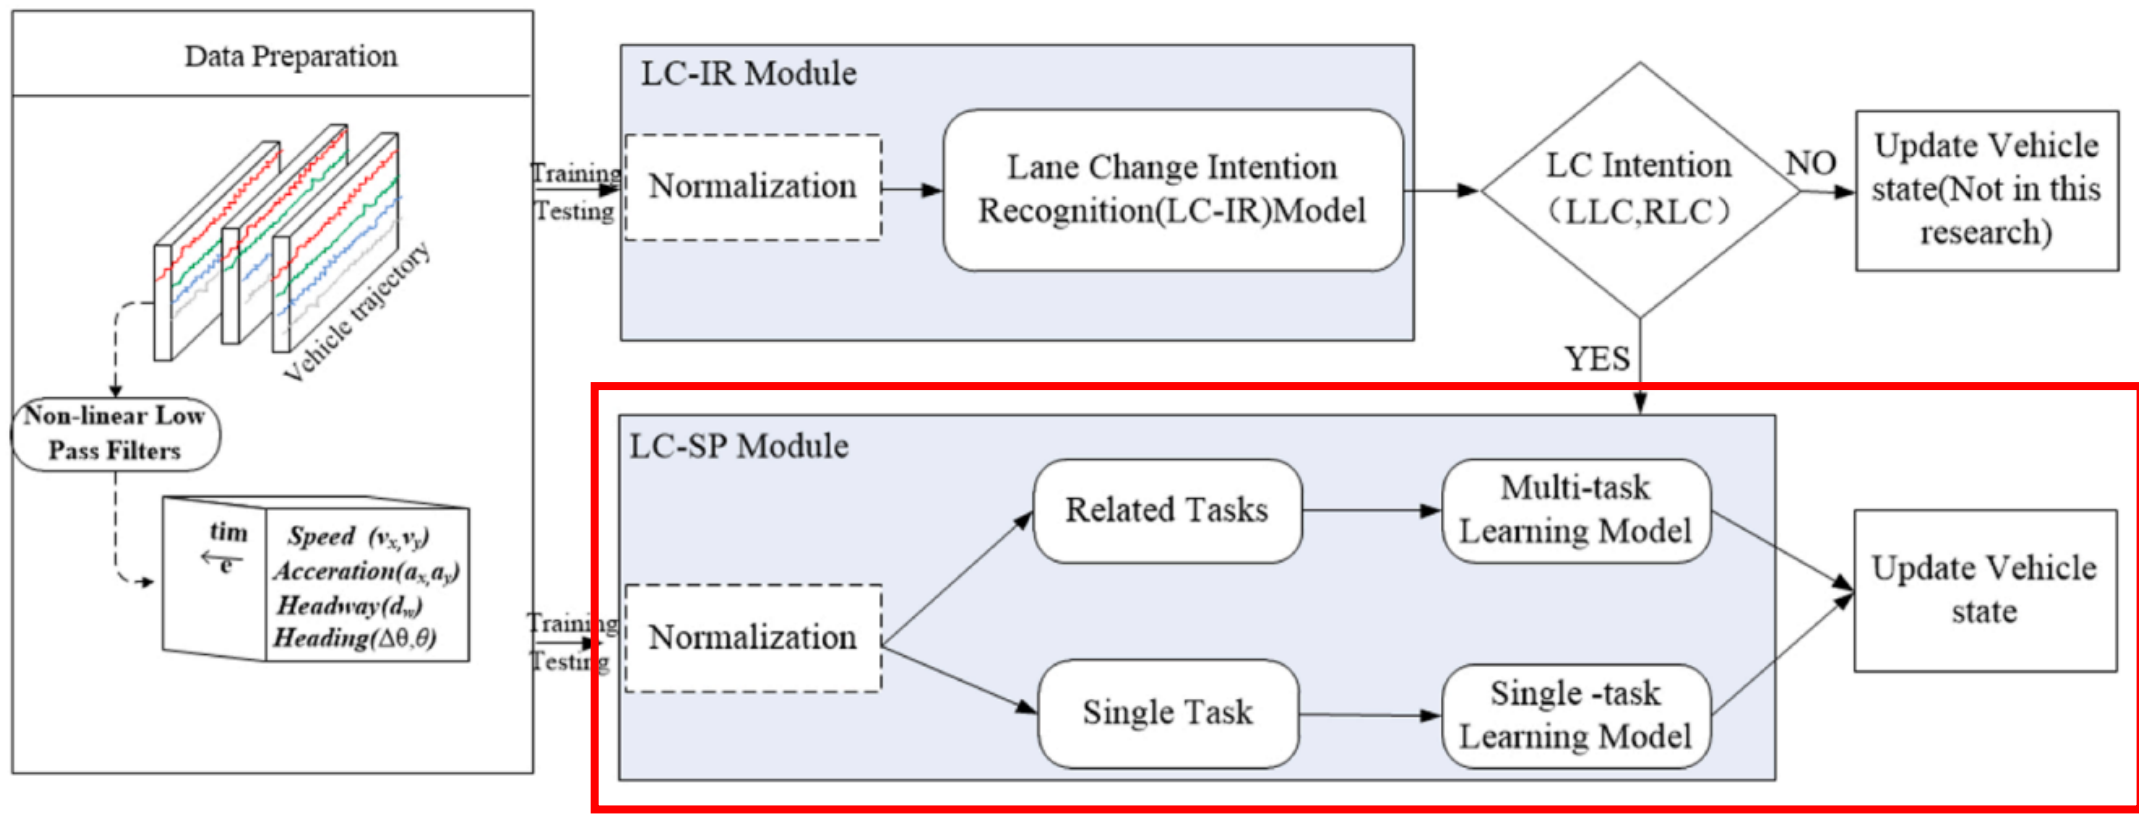 Data Preparation
Vehicle trajectory
Non-linear Low
Pass Filters
tim
e
Speed (vx,vy)
Acceration(ax,ay)
Headway(dw)
Heading(Δθ,θ)
Training
Testing
LC-IR Module
Normalization
Lane Change Intention
Recognition(LC-IR)Model
LC Intention
（LLC,RLC）
NO
Update Vehicle
state(Not in this
research)
YES
Training
Testing
LC-SP Module
Normalization
Related Tasks
Multi-task
Learning Model
Single Task
Single -task
Learning Model
Update Vehicle
state